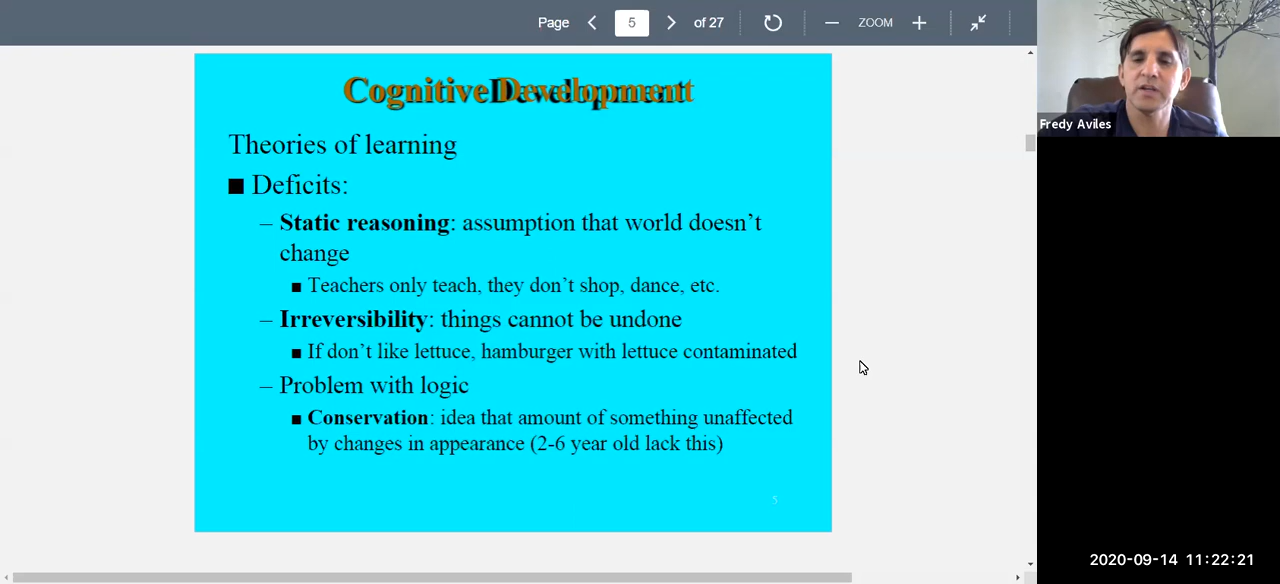 Page 5 of 27 ZOOM
Cognitive Development
Theories of learning
■ Deficits:
– Static reasoning: assumption that world doesn’t
change
■ Teachers only teach, they don’t shop, dance, etc.
– Irreversibility: things cannot be undone
■ If don’t like lettuce, hamburger with lettuce contaminated
– Problem with logic
■ Conservation: idea that amount of something unaffected
by changes in appearance (2-6 year old lack this)
5
Fredy Aviles
2020-09-14 11:22:21